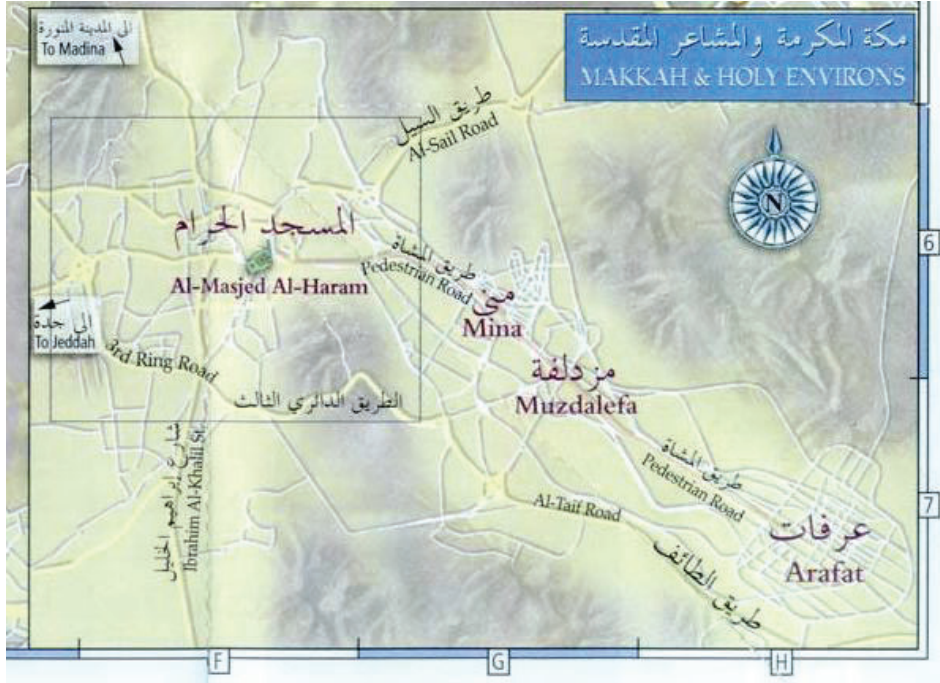 الى المدينة المنورة
To Madina
مكة المكرمة والمشاعر المقدسة
MAKKAH & HOLY ENVIRONS
طريق السيل
Al-Sail Road
N
المسجد الحرام
Al-Masjed Al-Haram
طريق المشاة
Pedestrian Road
6
منى
Mina
الى جدة
To Jeddah
3rd Ring Road
الطريق الدائري الثالث
مزدلفة
Muzdalefa
شارع إبراهيم الخليل
Ibrahim Al-Khalil St.
طريق المشاة
Pedestrian Road
Al-Taif Road
طريق الطائف
7
عرفات
Arafat
F
G
H